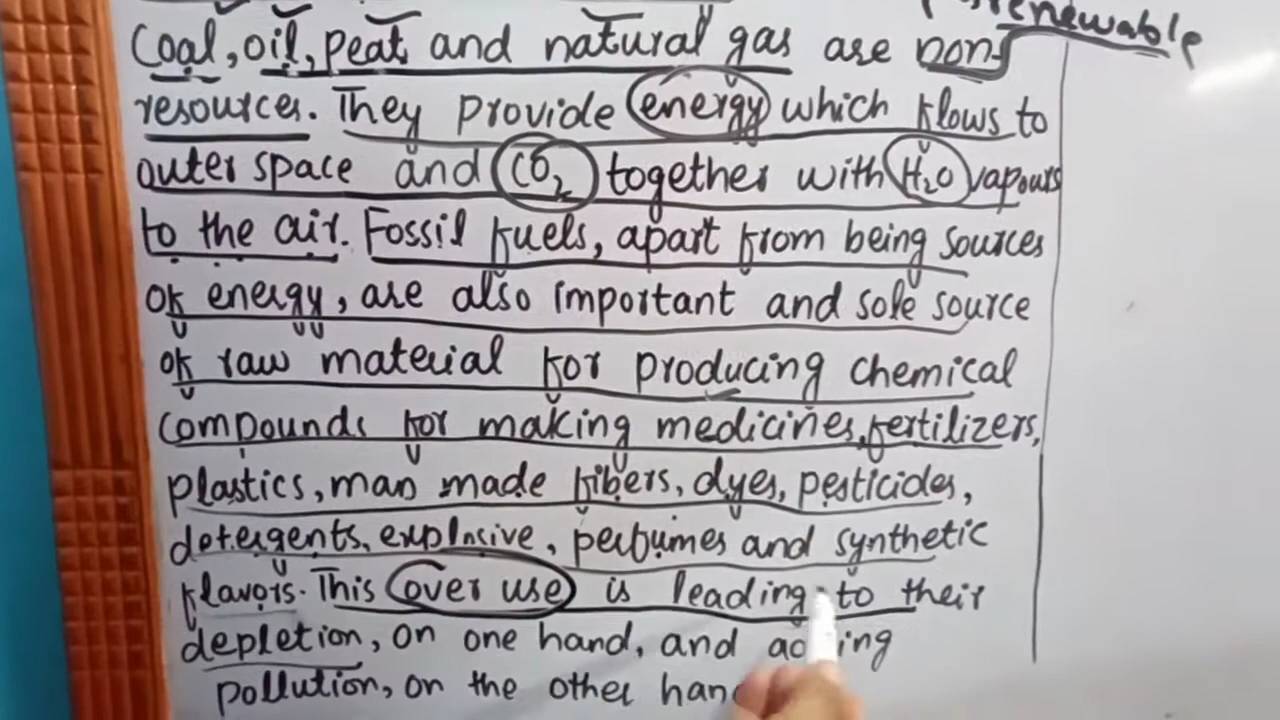 renewable
Coal, oil, peat and natural gas are non-
resources. They provide energy which flows to
outer space and CO₂ together with H₂O vapours
to the air. Fossil fuels, apart from being sources
of energy, are also important and sole source
of raw material for producing chemical
compounds for making medicines, fertilizers,
plastics, man made fibers, dyes, pesticides,
detergents, explosive, perfumes and synthetic
flavors. This over use is leading to their
depletion, on one hand, and adding
pollution, on the other hand